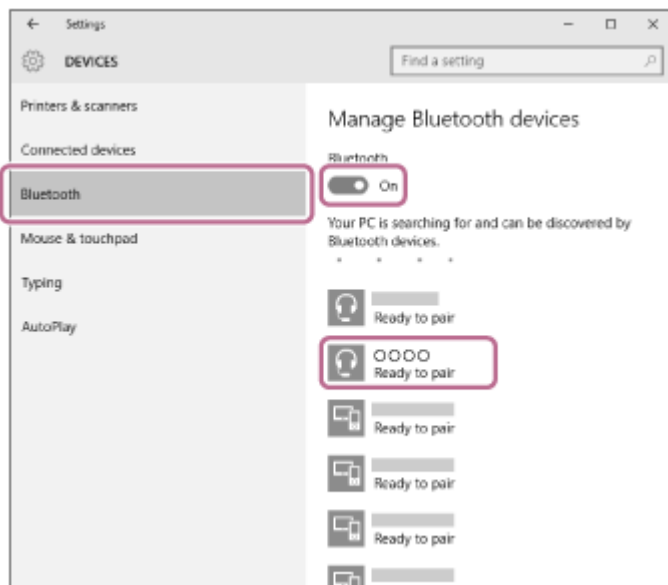 Settings
DEVICES
Find a setting
Printers & scanners
Connected devices
Bluetooth
Mouse & touchpad
Typing
AutoPlay
Manage Bluetooth devices
Bluetooth
On
Your PC is searching for and can be discovered by
Bluetooth devices.
Ready to pair
○○○○
Ready to pair
Ready to pair
Ready to pair
Ready to pair